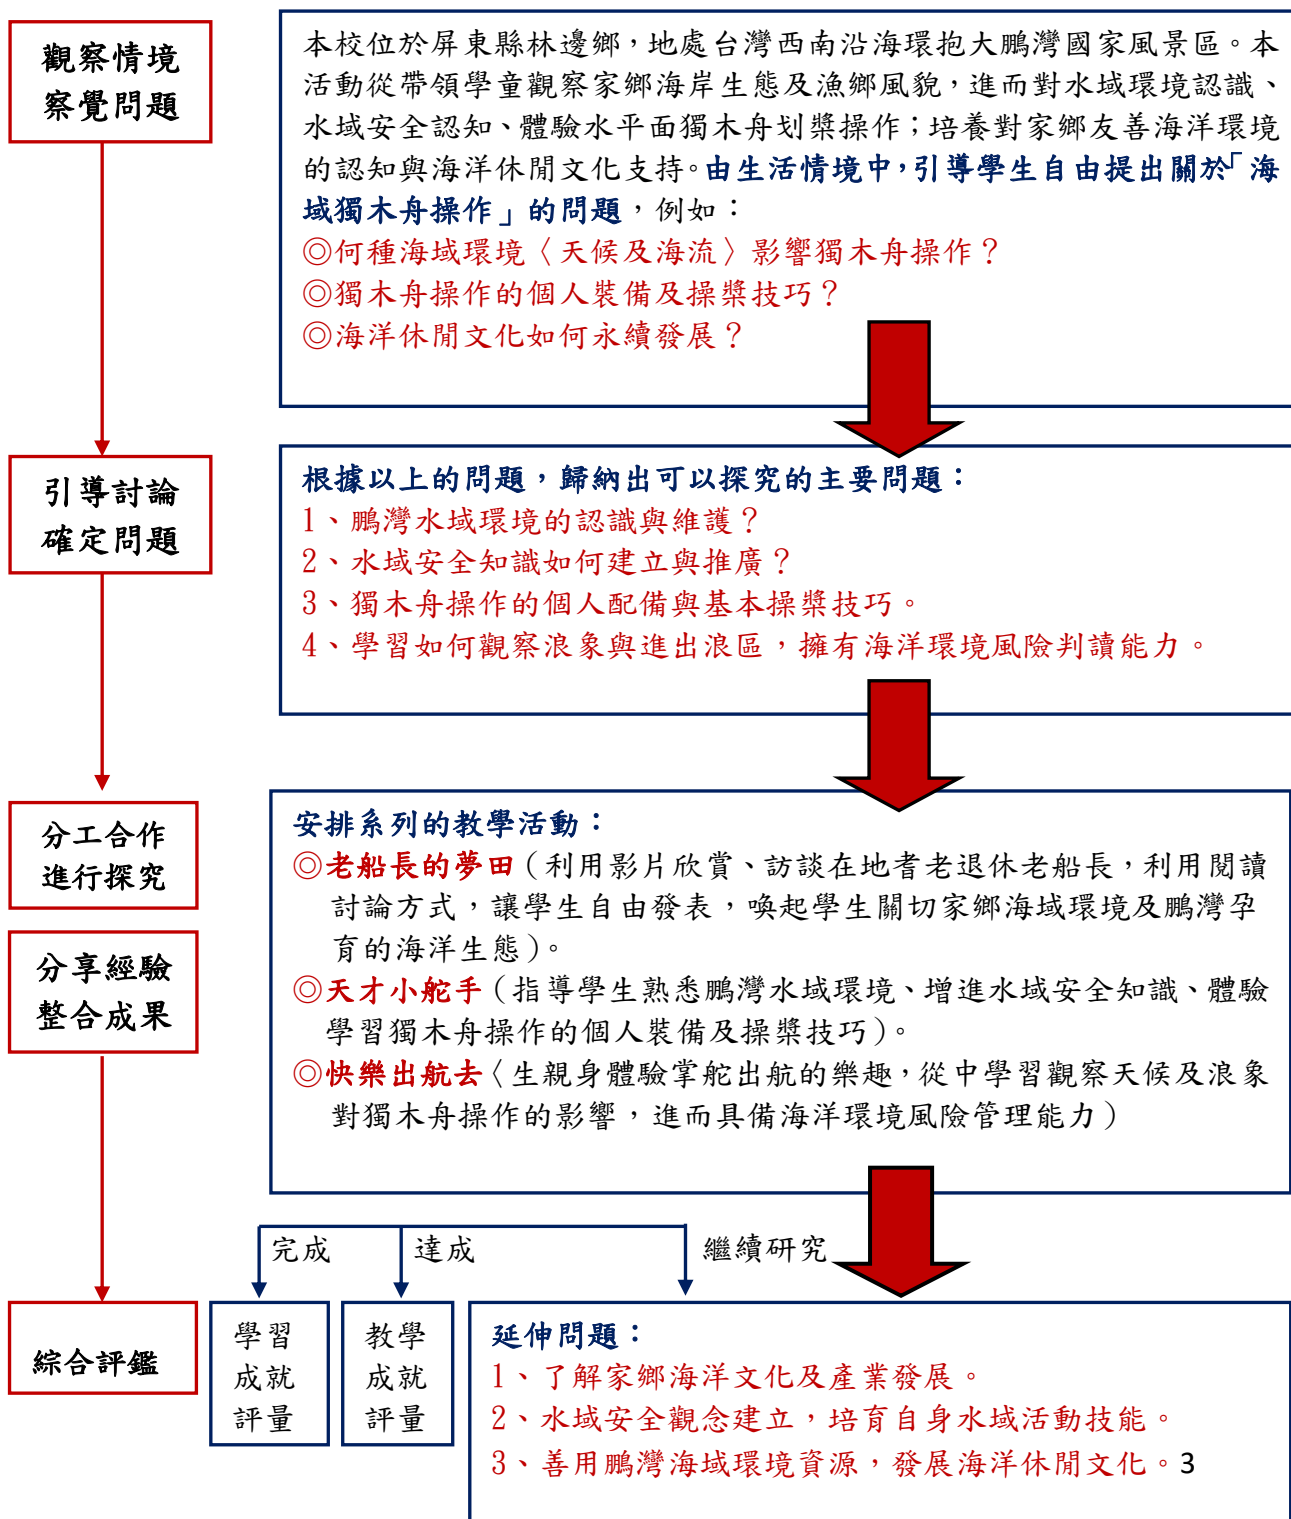 觀察情境
察覺問題
本校位於屏東縣林邊鄉，地處台灣西南沿海環抱大鵬灣國家風景區。本
活動從帶領學童觀察家鄉海岸生態及漁鄉風貌，進而對水域環境認識、
水域安全認知、體驗水平面獨木舟划槳操作；培養對家鄉友善海洋環境
的認知與海洋休閒文化支持。由生活情境中，引導學生自由提出關於「海
域獨木舟操作」的問題，例如：
◎何種海域環境〈天候及海流〉影響獨木舟操作？
◎獨木舟操作的個人裝備及操槳技巧？
◎海洋休閒文化如何永續發展？
引導討論
確定問題
根據以上的問題，歸納出可以探究的主要問題：
1、鵬灣水域環境的認識與維護？
2、水域安全知識如何建立與推廣？
3、獨木舟操作的個人配備與基本操槳技巧。
4、學習如何觀察浪象與進出浪區，擁有海洋環境風險判讀能力。
分工合作
進行探究
分享經驗
整合成果
安排系列的教學活動：
◎老船長的夢田（利用影片欣賞、訪談在地耆老退休老船長，利用閱讀
討論方式，讓學生自由發表，喚起學生關切家鄉海域環境及鵬灣孕
育的海洋生態）。
◎天才小舵手（指導學生熟悉鵬灣水域環境、增進水域安全知識、體驗
學習獨木舟操作的個人裝備及操槳技巧）。
◎快樂出航去〈生親身體驗掌舵出航的樂趣，從中學習觀察天候及浪象
對獨木舟操作的影響，進而具備海洋環境風險管理能力）
完成
達成
繼續研究
綜合評鑑
學習
成就
評量
教學
成就
評量
延伸問題：
1、了解家鄉海洋文化及產業發展。
2、水域安全觀念建立，培育自身水域活動技能。
3、善用鵬灣海域環境資源，發展海洋休閒文化。3